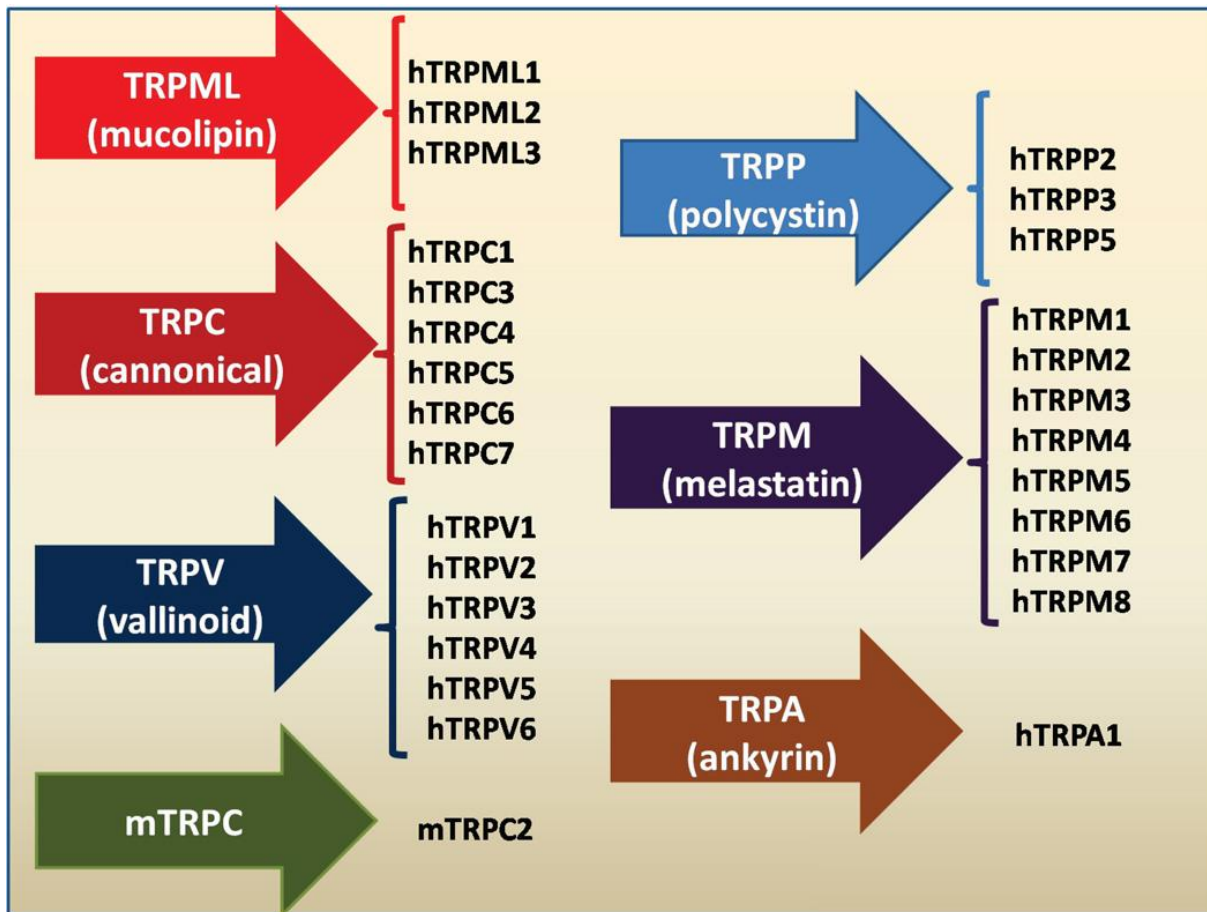 TRPML
(mucolipin)
hTRPML1
hTRPML2
hTRPML3
TRPC
(cannonical)
hTRPC1
hTRPC3
hTRPC4
hTRPC5
hTRPC6
hTRPC7
TRPV
(vallinoid)
hTRPV1
hTRPV2
hTRPV3
hTRPV4
hTRPV5
hTRPV6
mTRPC
mTRPC2
TRPP
(polycystin)
hTRPP2
hTRPP3
hTRPP5
TRPM
(melastatin)
hTRPM1
hTRPM2
hTRPM3
hTRPM4
hTRPM5
hTRPM6
hTRPM7
hTRPM8
TRPA
(ankyrin)
hTRPA1